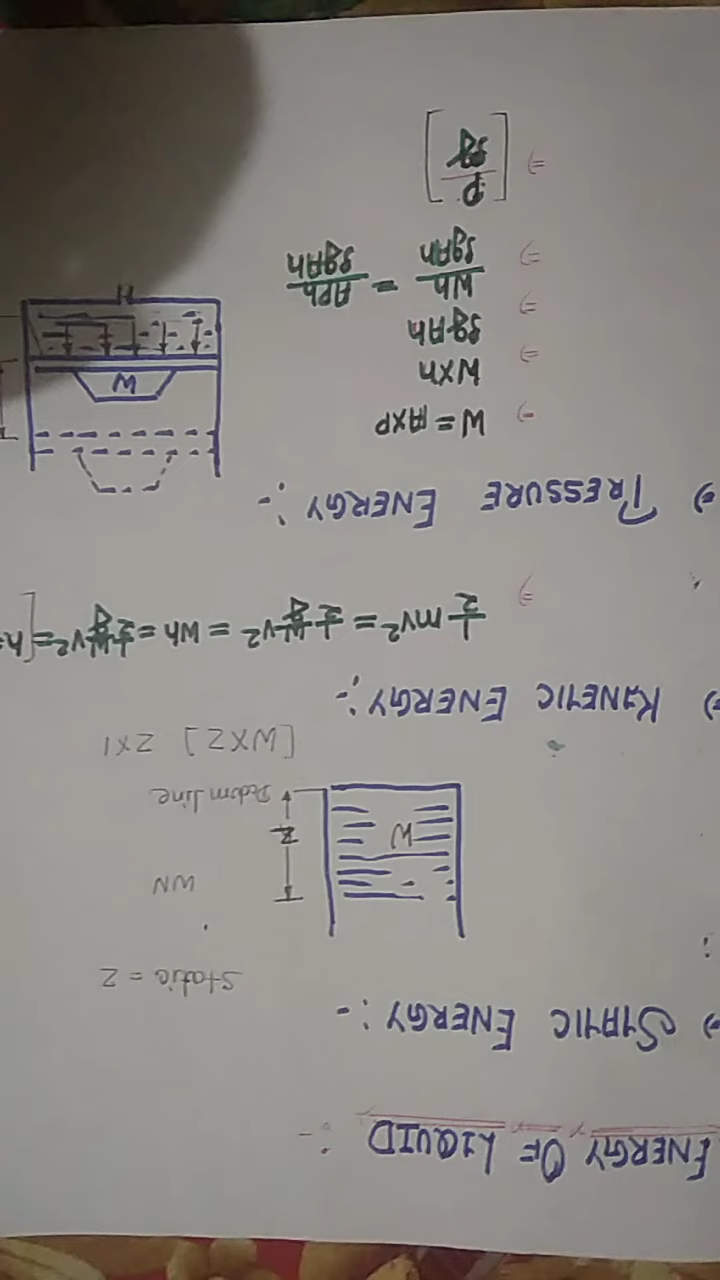 ENERGY OF LIQUID :-
⇒ STATIC ENERGY :-
Static = Z
WN
W
Z
Datum line
[W×Z] Z×1
⇒ KINETIC ENERGY :-
⇒ 1/2 mv² = 1/2 W/g v² = Wh = 1/2 W/g v² = [h=
⇒ PRESSURE ENERGY :-
⇒ W = A×P
⇒ W×h
⇒ ρgAh
⇒ Wh/ρgAh = APh/ρgAh
⇒ [P/ρg]
W
H